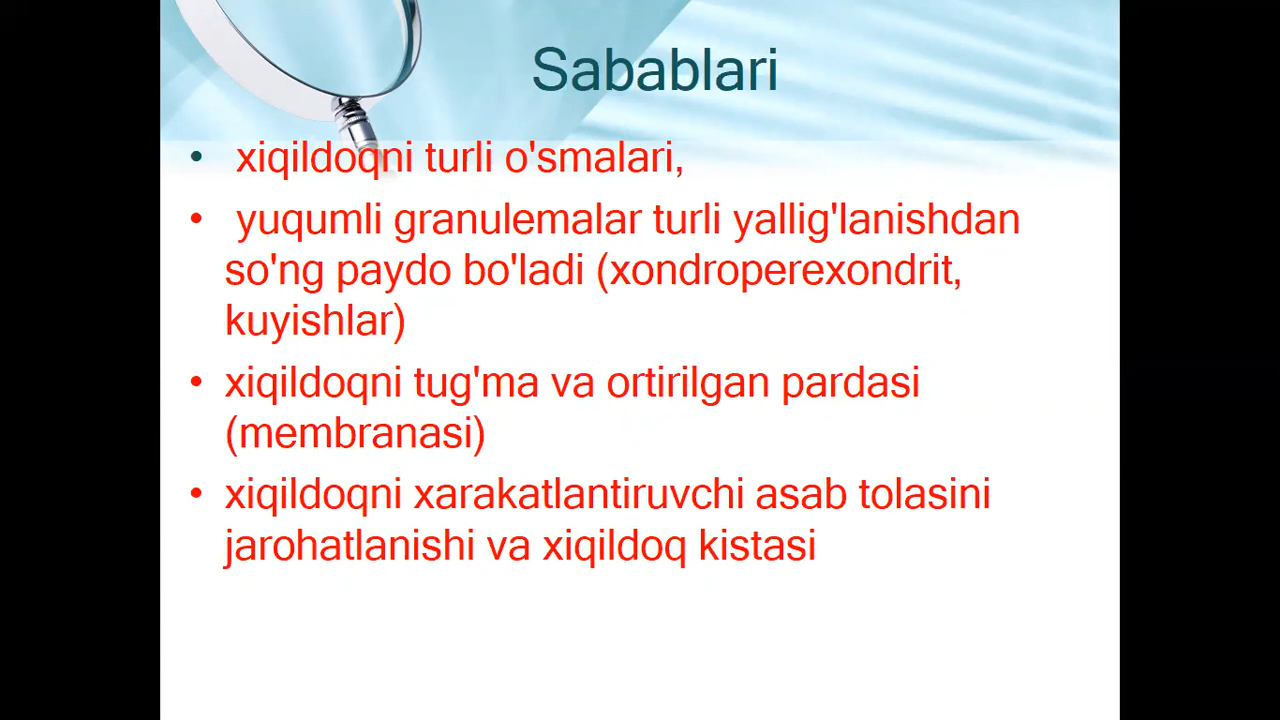 Sabablari
• xiqildoqni turli o'smalari,
• yuqumli granulemalar turli yallig'lanishdan
so'ng paydo bo'ladi (xondroperexondrit,
kuyishlar)
• xiqildoqni tug'ma va ortirilgan pardasi
(membranasi)
• xiqildoqni xarakatlantiruvchi asab tolasini
jarohatlanishi va xiqildoq kistasi